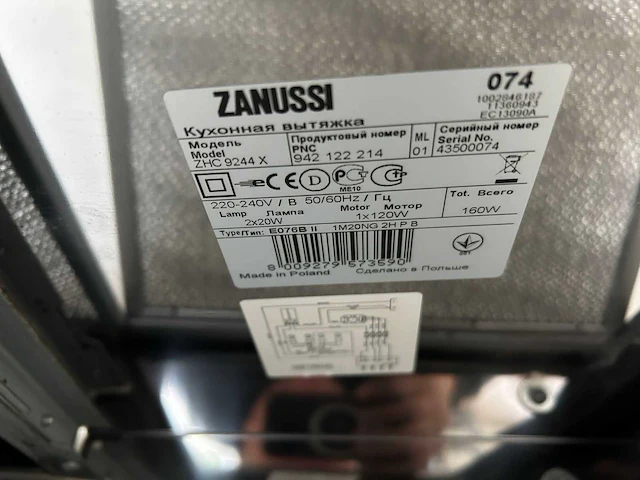 ZANUSSI
074
1002846187
11360943
EC13090A
Кухонная вытяжка
Модель
Model
ZHC 9244 X
Продуктовый номер
PNC
942 122 214
ML
01
Серийный номер
Serial No.
43500074
ME10
220-240V / В 50/60Hz / Гц
Lamp Лампа
2x20W
Motor Мотор
1x120W
Tot. Всего
160W
Type/Тип: E076B II 1M20NG 2H P B
8 009279 573590
Made in Poland Сделано в Польше